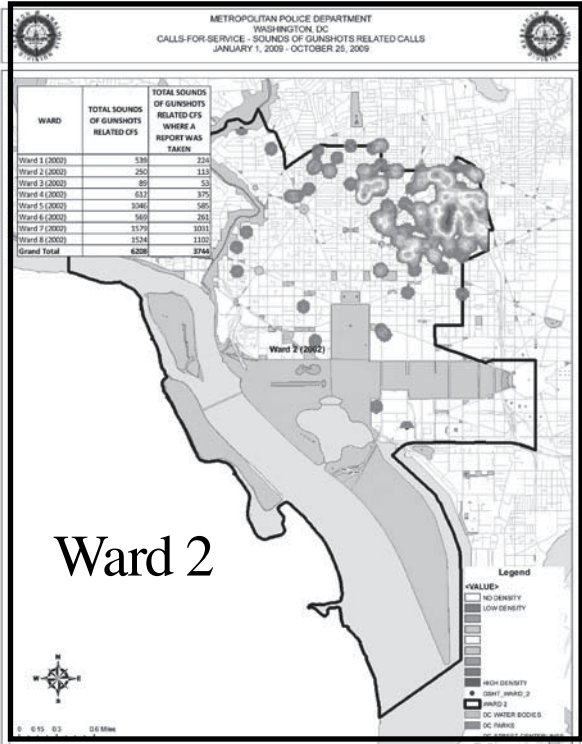 METROPOLITAN POLICE DEPARTMENT
WASHINGTON, DC
CALLS-FOR-SERVICE - SOUNDS OF GUNSHOTS RELATED CALLS
JANUARY 1, 2009 - OCTOBER 25, 2009
WARD TOTAL SOUNDS OF GUNSHOTS RELATED CFS TOTAL SOUNDS OF GUNSHOTS RELATED CFS WHERE A REPORT WAS TAKEN
Ward 1 (2002) 539 224
Ward 2 (2002) 250 113
Ward 3 (2002) 89 53
Ward 4 (2002) 612 375
Ward 5 (2002) 1046 585
Ward 6 (2002) 569 261
Ward 7 (2002) 1579 1031
Ward 8 (2002) 1524 1102
Grand Total 6208 3744
Ward 2 (2002)
Ward 2
Legend
<VALUE>
NO DENSITY
LOW DENSITY
HIGH DENSITY
GSHT_WARD_2
WARD 2
DC WATER BODIES
DC PARKS
N
W E
S
0 0.15 0.3 0.6 Miles